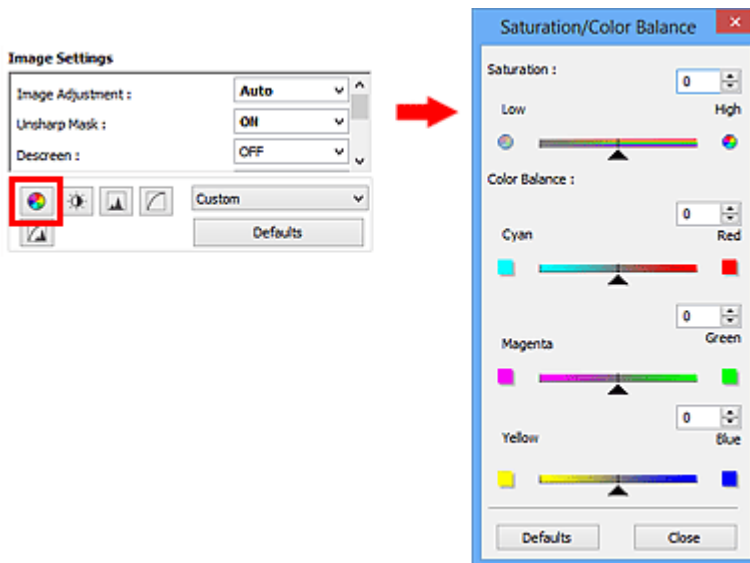 Image Settings
Image Adjustment : Auto
Unsharp Mask : ON
Descreen : OFF
Custom
Defaults
Saturation/Color Balance
Saturation :
0
Low High
Color Balance :
0
Cyan Red
0
Magenta Green
0
Yellow Blue
Defaults Close